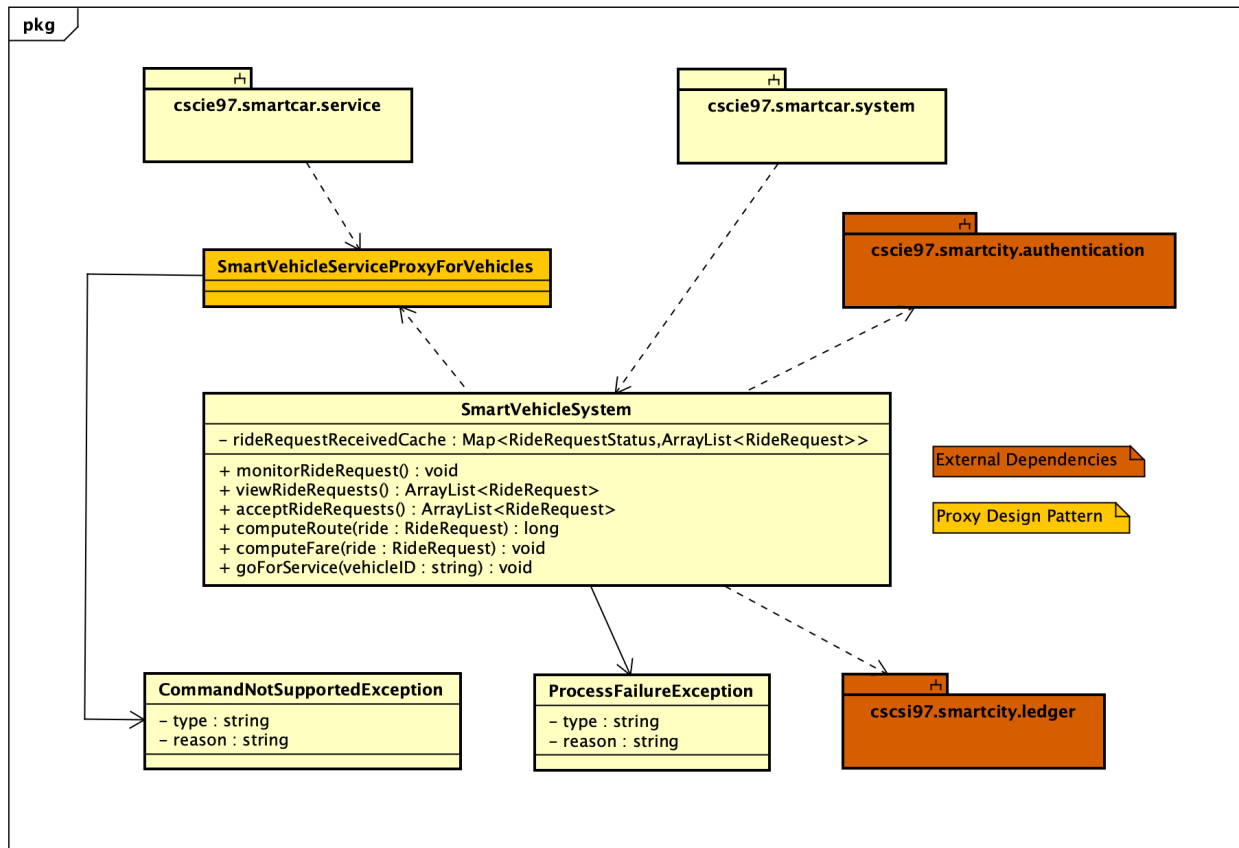 pkg
cscie97.smartcar.service
cscie97.smartcar.system
cscie97.smartcity.authentication
SmartVehicleServiceProxyForVehicles
SmartVehicleSystem
– rideRequestReceivedCache : Map<RideRequestStatus,ArrayList<RideRequest>>
+ monitorRideRequest() : void
+ viewRideRequests() : ArrayList<RideRequest>
+ acceptRideRequests() : ArrayList<RideRequest>
+ computeRoute(ride : RideRequest) : long
+ computeFare(ride : RideRequest) : void
+ goForService(vehicleID : string) : void
External Dependencies
Proxy Design Pattern
CommandNotSupportedException
– type : string
– reason : string
ProcessFailureException
– type : string
– reason : string
cscsi97.smartcity.ledger